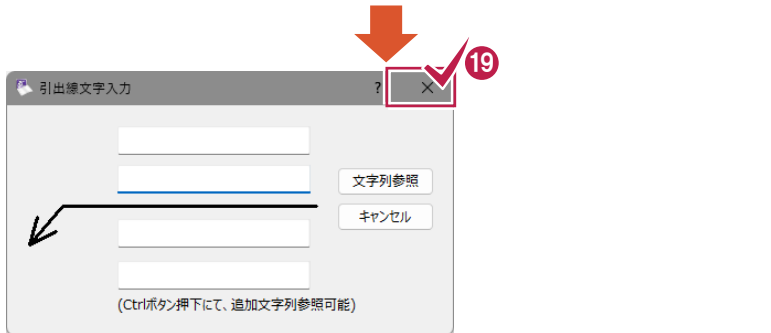 ⑲
引出線文字入力 ? ×
文字列参照
キャンセル
(Ctrlボタン押下にて、追加文字列参照可能)